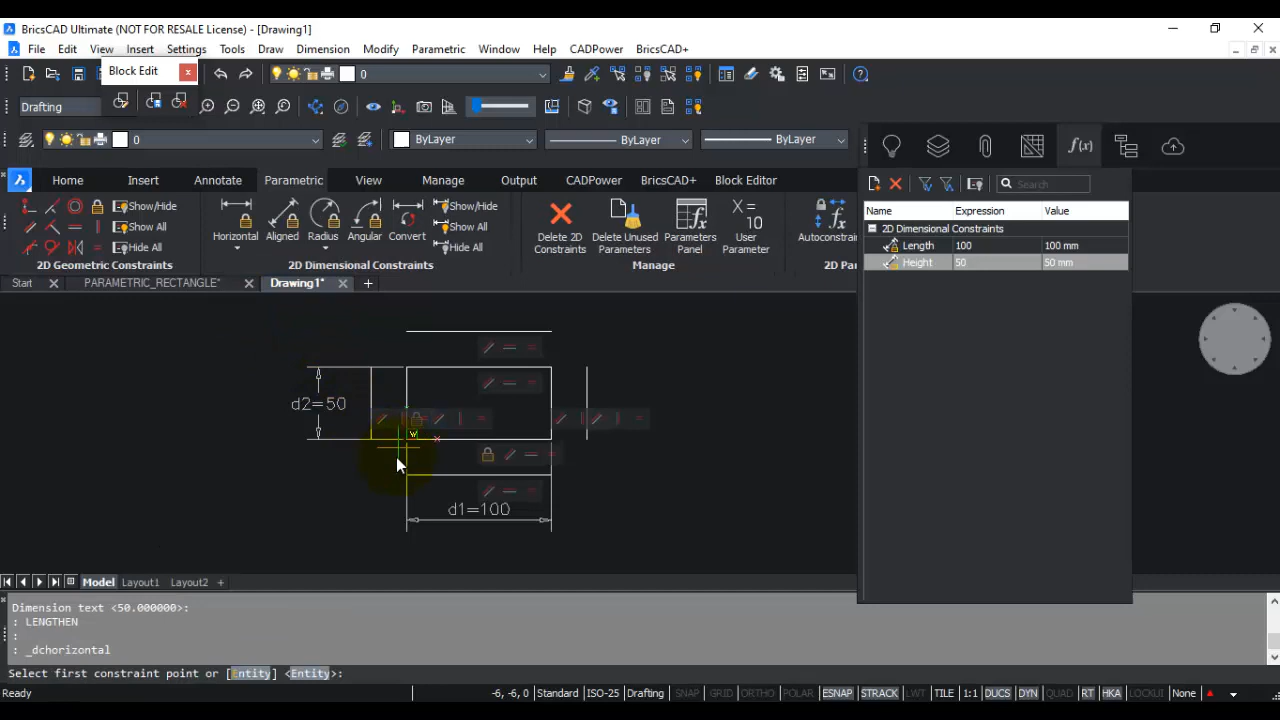 BricsCAD Ultimate (NOT FOR RESALE License) - [Drawing1]
File Edit View Insert Settings Tools Draw Dimension Modify Parametric Window Help CADPower BricsCAD+
Block Edit x
0
Drafting
0 ByLayer ByLayer ByLayer
Home Insert Annotate Parametric View Manage Output CADPower BricsCAD+ Block Editor
f(x)
Search
Show/Hide Show/Hide
Show All Show All
Hide All Hide All
Horizontal Aligned Radius Angular Convert
X = 10
Delete 2D Constraints
Delete Unused Parameters
Parameters Panel
User Parameter
Autoconstrain
2D Geometric Constraints 2D Dimensional Constraints Manage 2D Par
Name Expression Value
2D Dimensional Constraints
Length 100 100 mm
Height 50 50 mm
Start PARAMETRIC_RECTANGLE* Drawing1* +
d2=50
W
d1=100
Model Layout1 Layout2 +
Dimension text <50.000000>:
: LENGTHEN
:
: _dchorizontal
Select first constraint point or [Entity] <Entity>:
Ready -6, -6, 0 Standard ISO-25 Drafting SNAP GRID ORTHO POLAR ESNAP STRACK LWT TILE 1:1 DUCS DYN QUAD RT HKA LOCKUI None